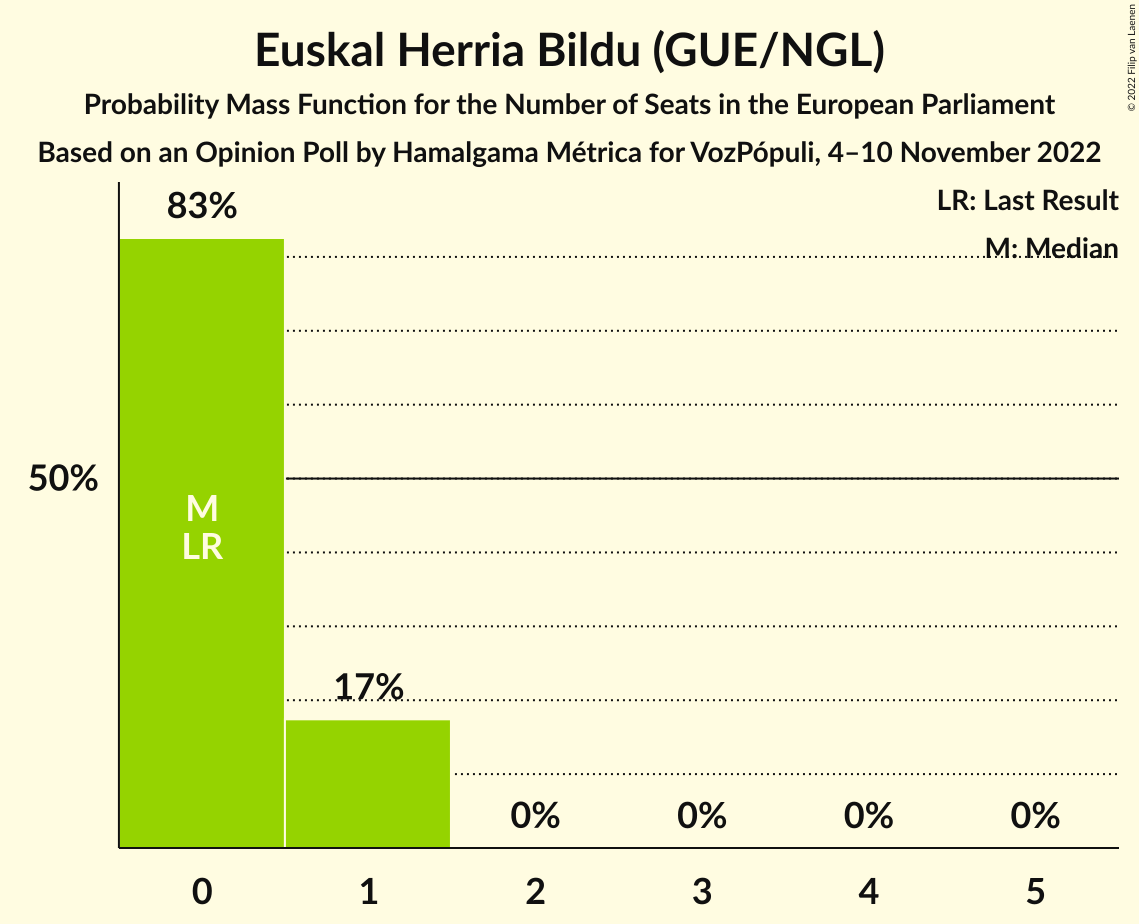 Euskal Herria Bildu (GUE/NGL)
Probability Mass Function for the Number of Seats in the European Parliament
Based on an Opinion Poll by Hamalgama Métrica for VozPópuli, 4–10 November 2022
© 2022 Filip van Laenen
LR: Last Result
M: Median
83%
50%
M
LR
17%
0%
0%
0%
0%
0
1
2
3
4
5